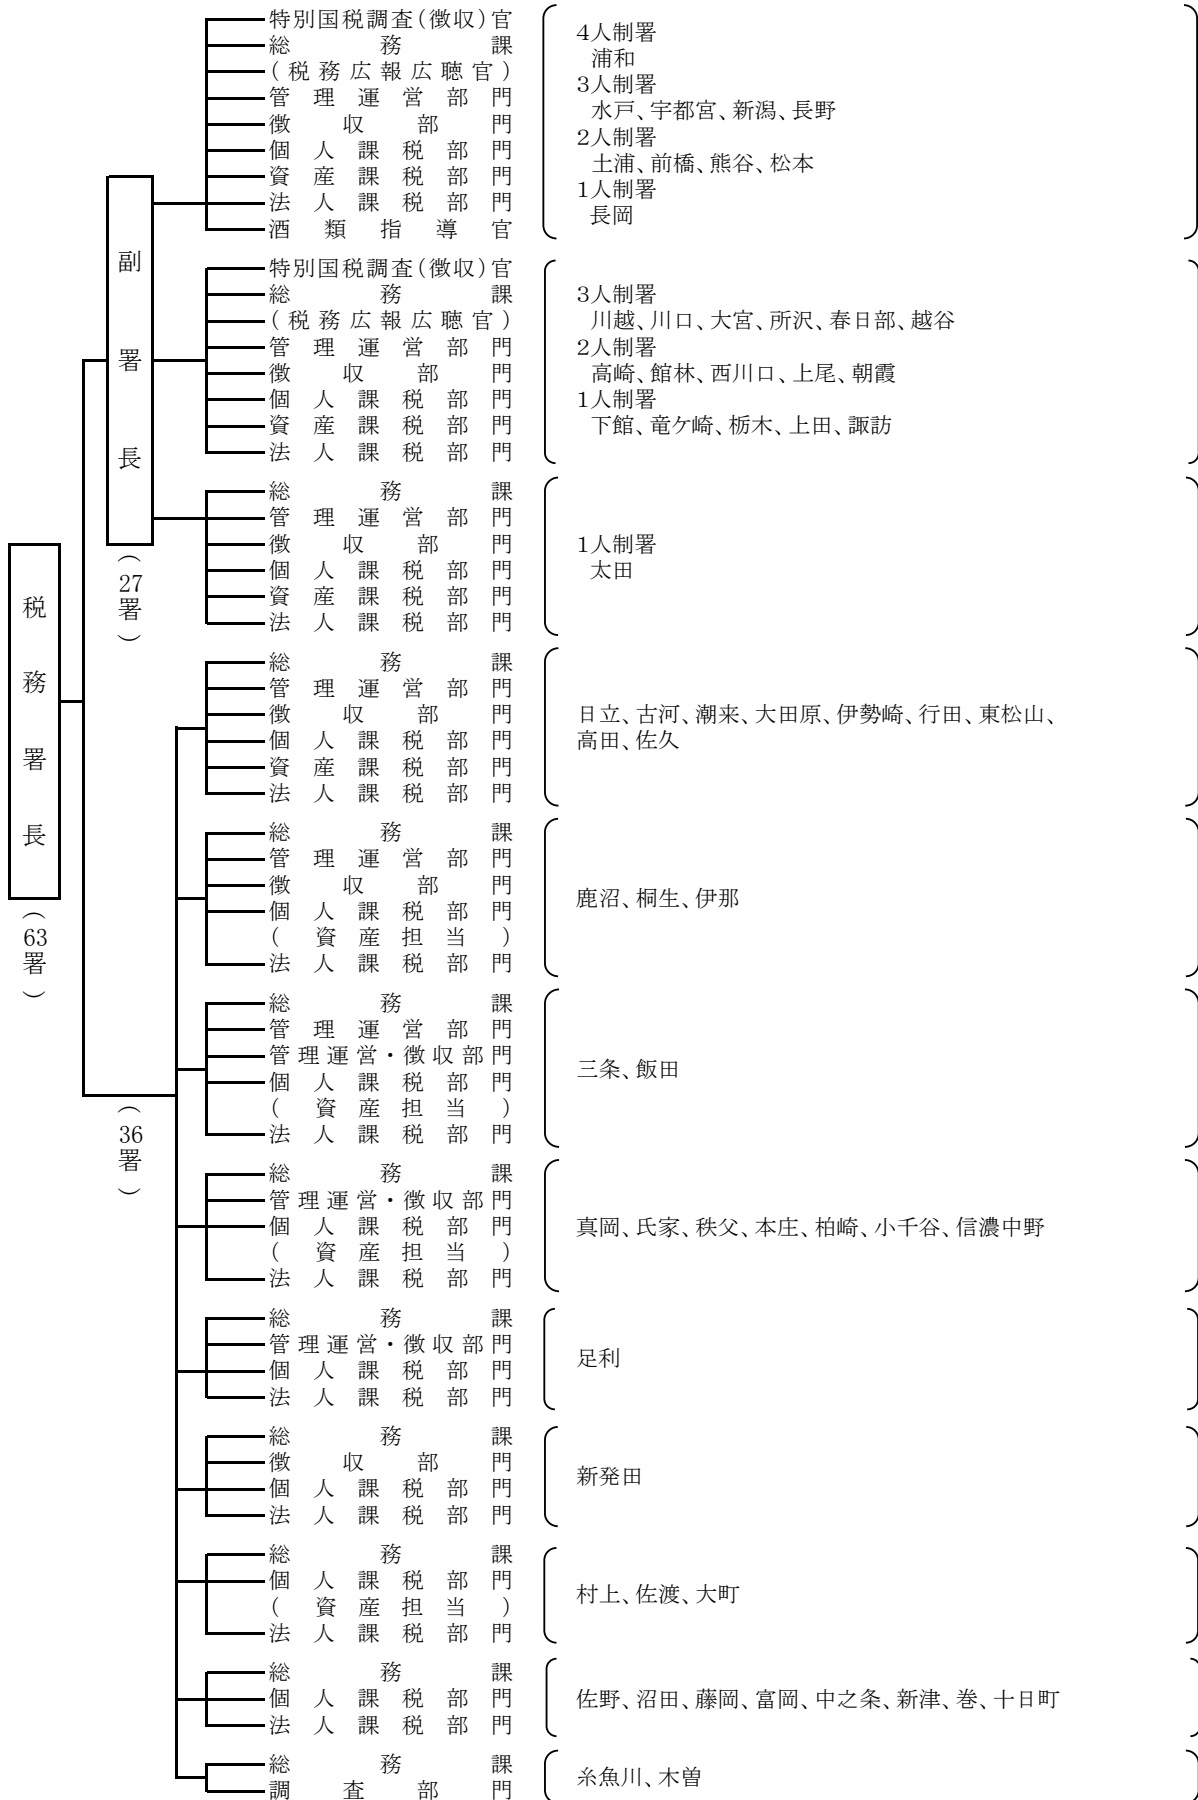 税務署長
（63署）
副署長
（27署）
特別国税調査(徴収)官
総務課
(税務広報広聴官)
管理運営部門
徴収部門
個人課税部門
資産課税部門
法人課税部門
酒類指導官
4人制署
浦和
3人制署
水戸、宇都宮、新潟、長野
2人制署
土浦、前橋、熊谷、松本
1人制署
長岡
特別国税調査(徴収)官
総務課
(税務広報広聴官)
管理運営部門
徴収部門
個人課税部門
資産課税部門
法人課税部門
3人制署
川越、川口、大宮、所沢、春日部、越谷
2人制署
高崎、館林、西川口、上尾、朝霞
1人制署
下館、竜ケ崎、栃木、上田、諏訪
総務課
管理運営部門
徴収部門
個人課税部門
資産課税部門
法人課税部門
1人制署
太田
（36署）
総務課
管理運営部門
徴収部門
個人課税部門
資産課税部門
法人課税部門
日立、古河、潮来、大田原、伊勢崎、行田、東松山、
高田、佐久
総務課
管理運営部門
徴収部門
個人課税部門
(資産担当)
法人課税部門
鹿沼、桐生、伊那
総務課
管理運営部門
管理運営・徴収部門
個人課税部門
(資産担当)
法人課税部門
三条、飯田
総務課
管理運営・徴収部門
個人課税部門
(資産担当)
法人課税部門
真岡、氏家、秩父、本庄、柏崎、小千谷、信濃中野
総務課
管理運営・徴収部門
個人課税部門
法人課税部門
足利
総務課
徴収部門
個人課税部門
法人課税部門
新発田
総務課
個人課税部門
(資産担当)
法人課税部門
村上、佐渡、大町
総務課
個人課税部門
法人課税部門
佐野、沼田、藤岡、富岡、中之条、新津、巻、十日町
総務課
調査部門
糸魚川、木曽